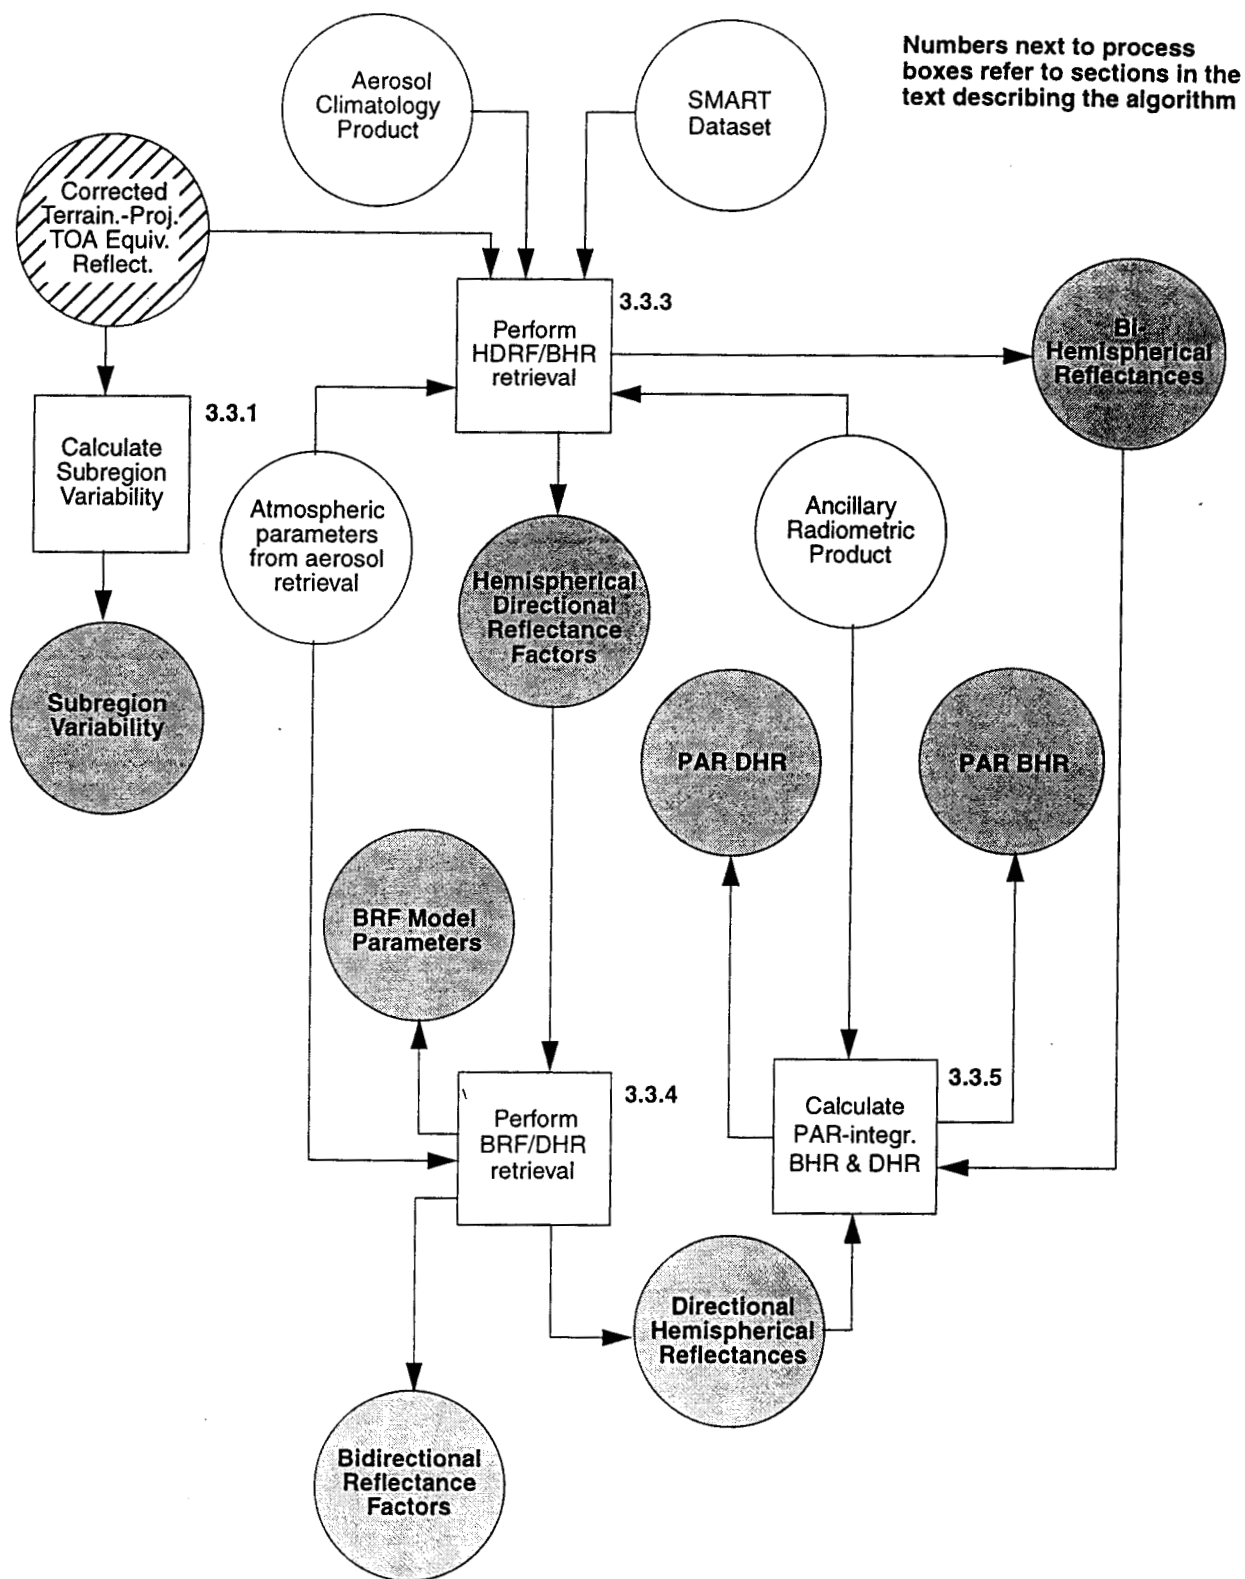 Numbers next to process
boxes refer to sections in the
text describing the algorithm
Aerosol
Climatology
Product
SMART
Dataset
Corrected
Terrain.-Proj.
TOA Equiv.
Reflect.
3.3.3
Perform
HDRF/BHR
retrieval
BI-
Hemispherical
Reflectances
3.3.1
Calculate
Subregion
Variability
Atmospheric
parameters
from aerosol
retrieval
Ancillary
Radiometric
Product
Hemispherical
Directional
Reflectance
Factors
Subregion
Variability
PAR DHR
PAR BHR
BRF Model
Parameters
3.3.4
Perform
BRF/DHR
retrieval
3.3.5
Calculate
PAR-integr.
BHR & DHR
Directional
Hemispherical
Reflectances
Bidirectional
Reflectance
Factors